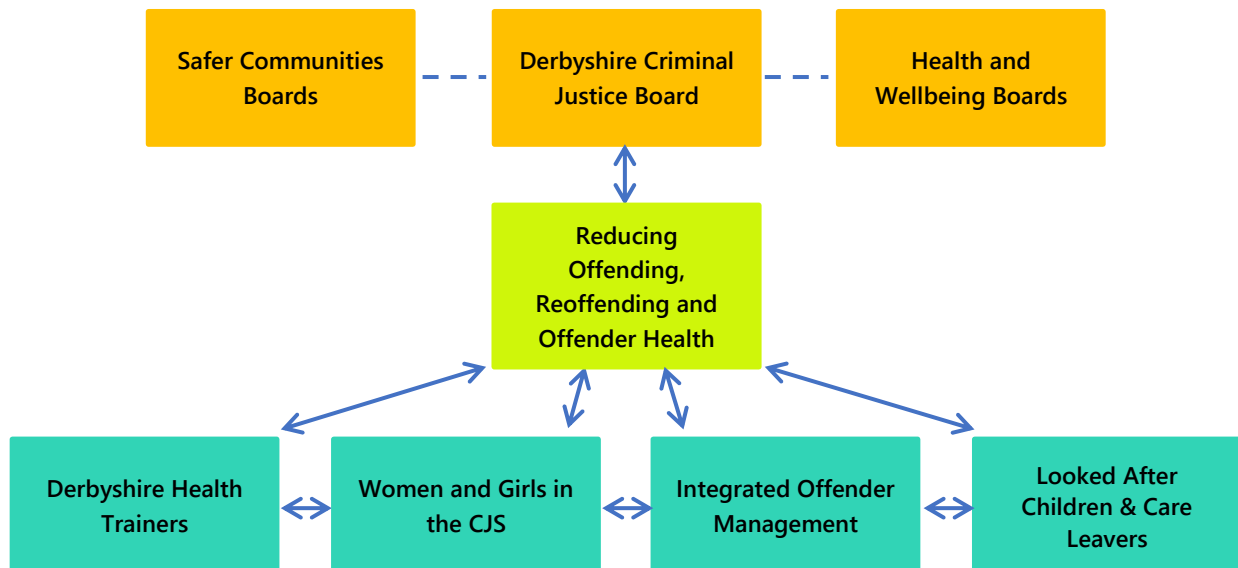 Safer Communities
Boards
Derbyshire Criminal
Justice Board
Health and
Wellbeing Boards
Reducing
Offending,
Reoffending and
Offender Health
Derbyshire Health
Trainers
Women and Girls in
the CJS
Integrated Offender
Management
Looked After
Children & Care
Leavers